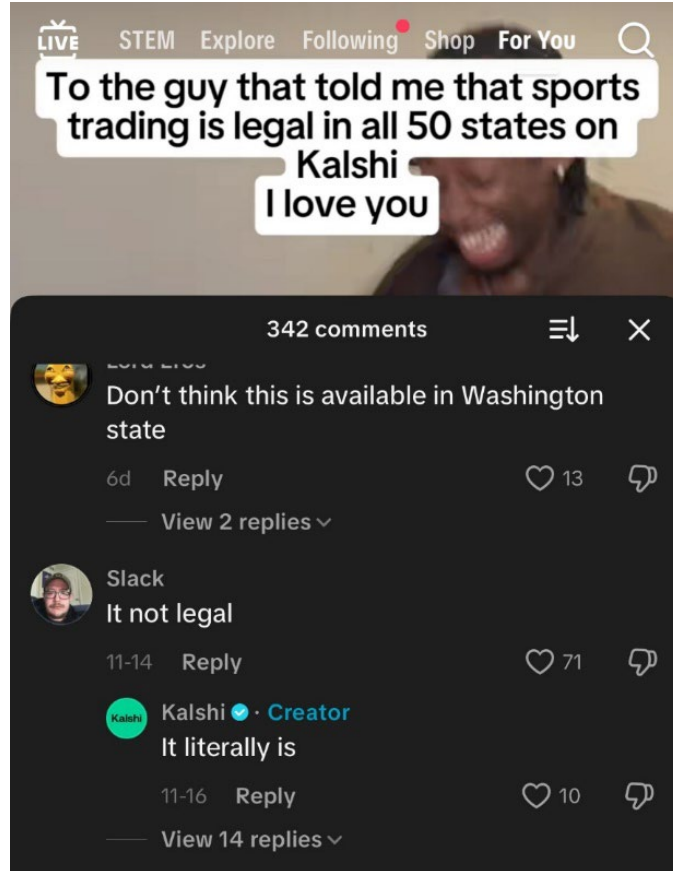 LIVE
STEM Explore Following Shop For You
To the guy that told me that sports
trading is legal in all 50 states on
Kalshi
I love you
342 comments
Don't think this is available in Washington
state
6d Reply
13
View 2 replies
Slack
It not legal
11-14 Reply
71
Kalshi
Kalshi · Creator
It literally is
11-16 Reply
10
View 14 replies